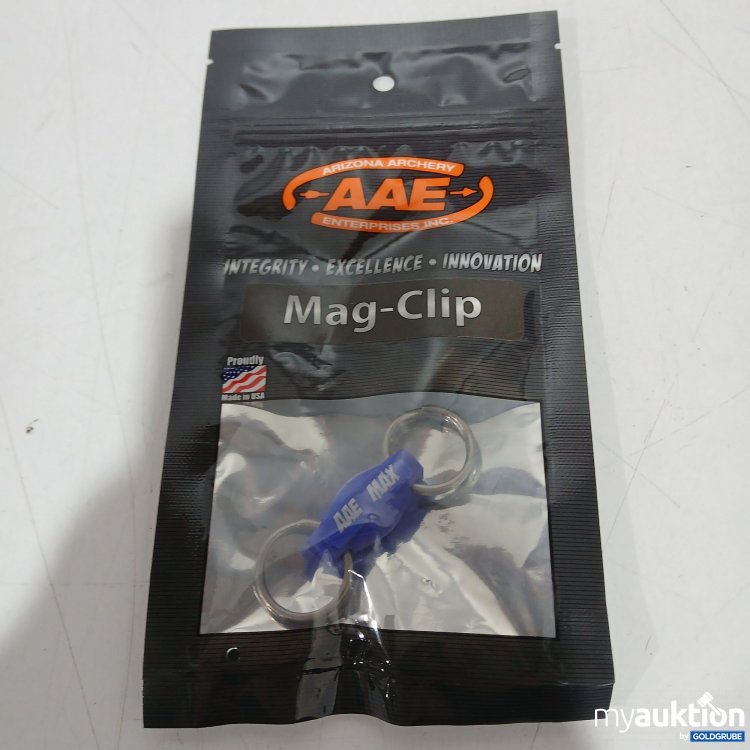 ARIZONA ARCHERY
AAE
ENTERPRISES INC.
INTEGRITY • EXCELLENCE • INNOVATION
Mag-Clip
Proudly
Made in USA
AAE MAX
myauktion
by GOLDGRUBE